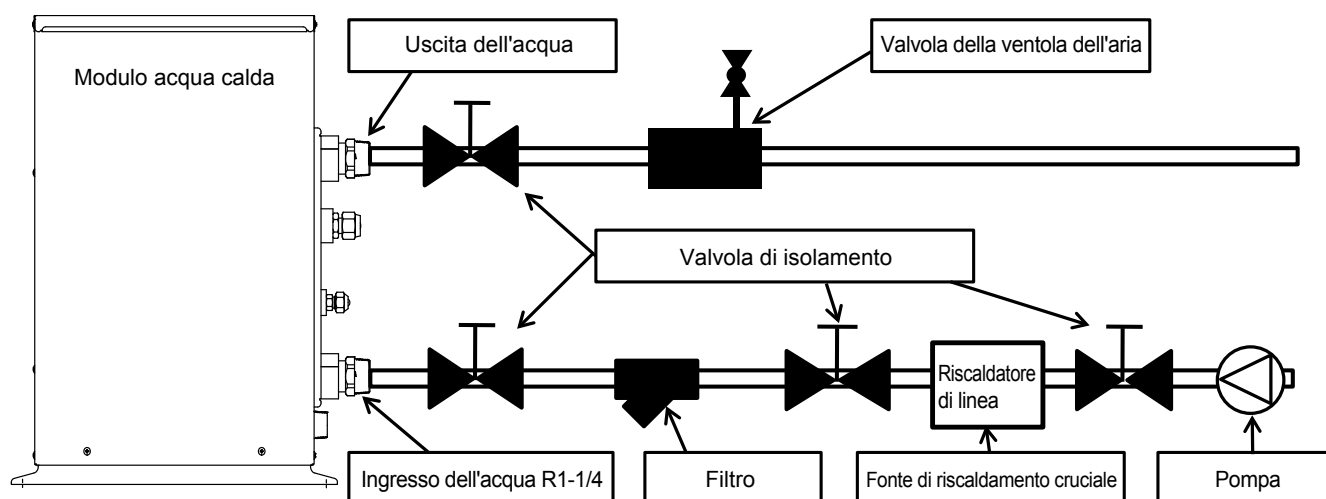 Uscita dell'acqua
Valvola della ventola dell'aria
Modulo acqua calda
Valvola di isolamento
Riscaldatore
di linea
Ingresso dell'acqua R1-1/4
Filtro
Fonte di riscaldamento cruciale
Pompa